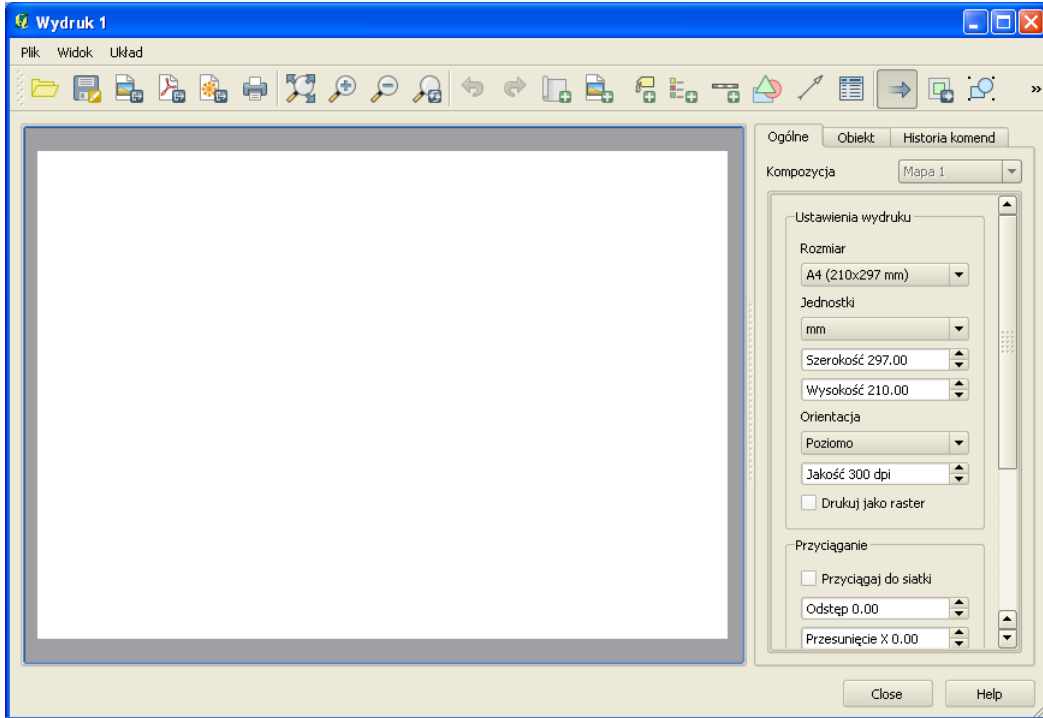 Wydruk 1
Plik Widok Układ
»
Ogólne Obiekt Historia komend
Kompozycja Mapa 1
Ustawienia wydruku
Rozmiar
A4 (210x297 mm)
Jednostki
mm
Szerokość 297.00
Wysokość 210.00
Orientacja
Poziomo
Jakość 300 dpi
Drukuj jako raster
Przyciąganie
Przyciągaj do siatki
Odstęp 0.00
Przesunięcie X 0.00
Close Help